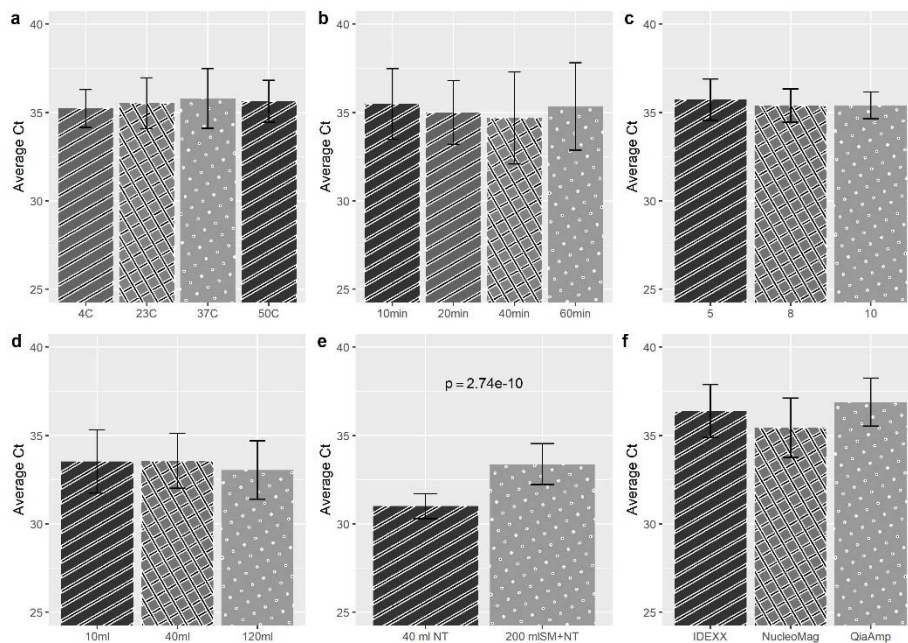 a
40
35
30
25
Average Ct
4C 23C 37C 50C
b
40
35
30
25
Average Ct
10min 20min 40min 60min
c
40
35
30
25
Average Ct
5 8 10
d
40
35
30
25
Average Ct
10ml 40ml 120ml
e
40
35
30
25
Average Ct
p = 2.74e-10
40 ml NT 200 mlSM+NT
f
40
35
30
25
Average Ct
IDEXX NucleoMag QiaAmp